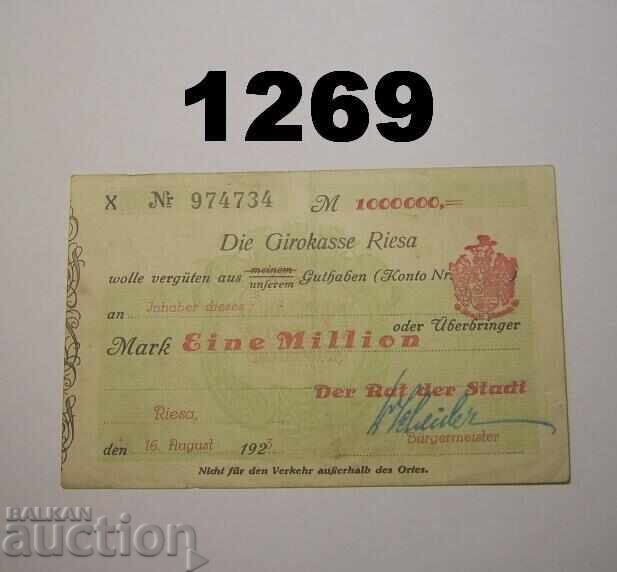 1269
X Nr 974734 M 1000000,=
Die Girokasse Riesa
wolle vergüten aus meinem unserem Guthaben (Konto Nr. )
an Inhaber dieses oder Überbringer
Mark Eine Million
Der Rat der Stadt
Riesa,
den 16. August 1923
Bürgermeister
Nicht für den Verkehr außerhalb des Ortes.
BALKAN
auction